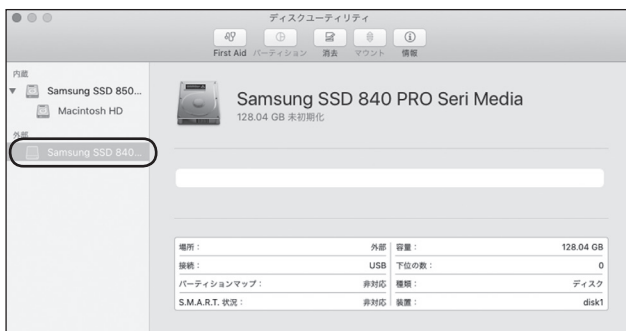 ディスクユーティリティ
First Aid パーティション 消去 マウント 情報
内蔵
Samsung SSD 850...
Macintosh HD
外部
Samsung SSD 840...
Samsung SSD 840 PRO Seri Media
128.04 GB 未初期化
場所： 外部 容量： 128.04 GB
接続： USB 下位の数： 0
パーティションマップ： 非対応 種類： ディスク
S.M.A.R.T. 状況： 非対応 装置： disk1